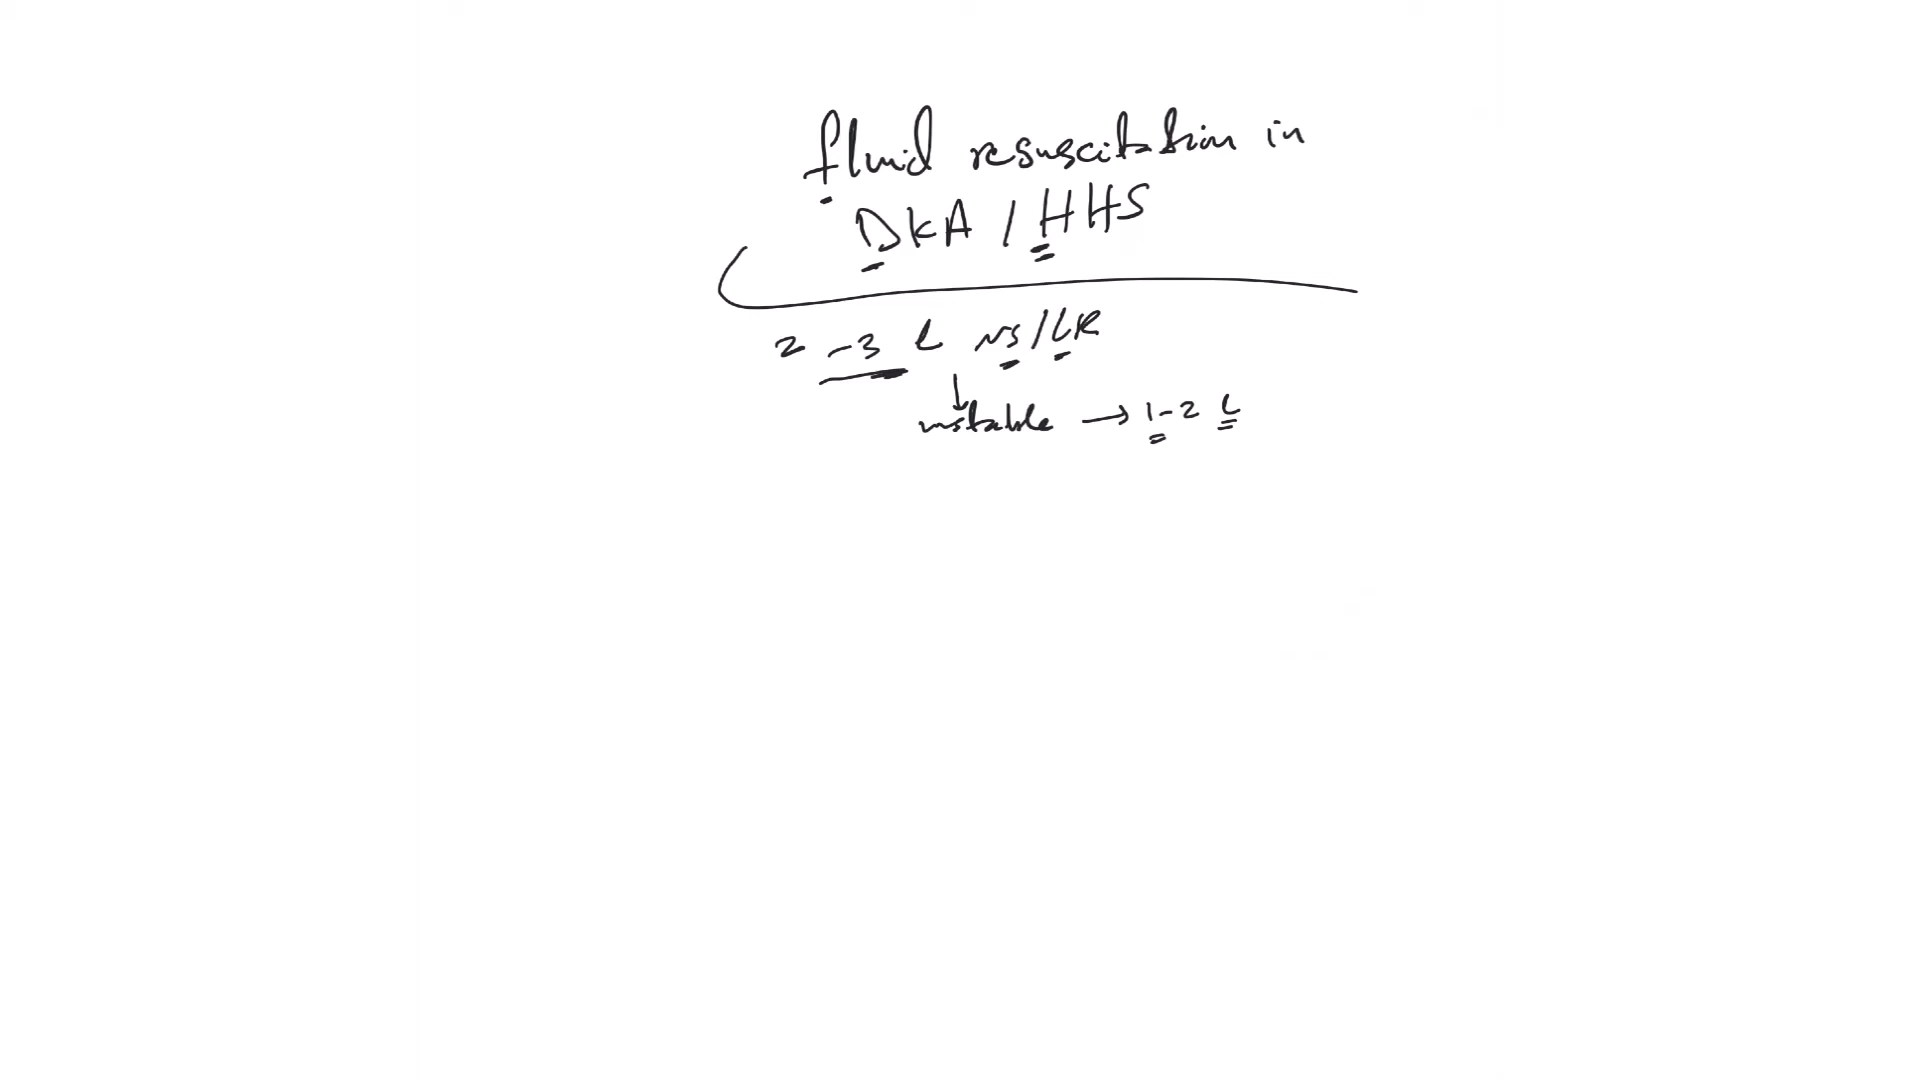 fluid resuscitation in
DKA / HHS
2 -3 L NS/LR
unstable → 1-2 L